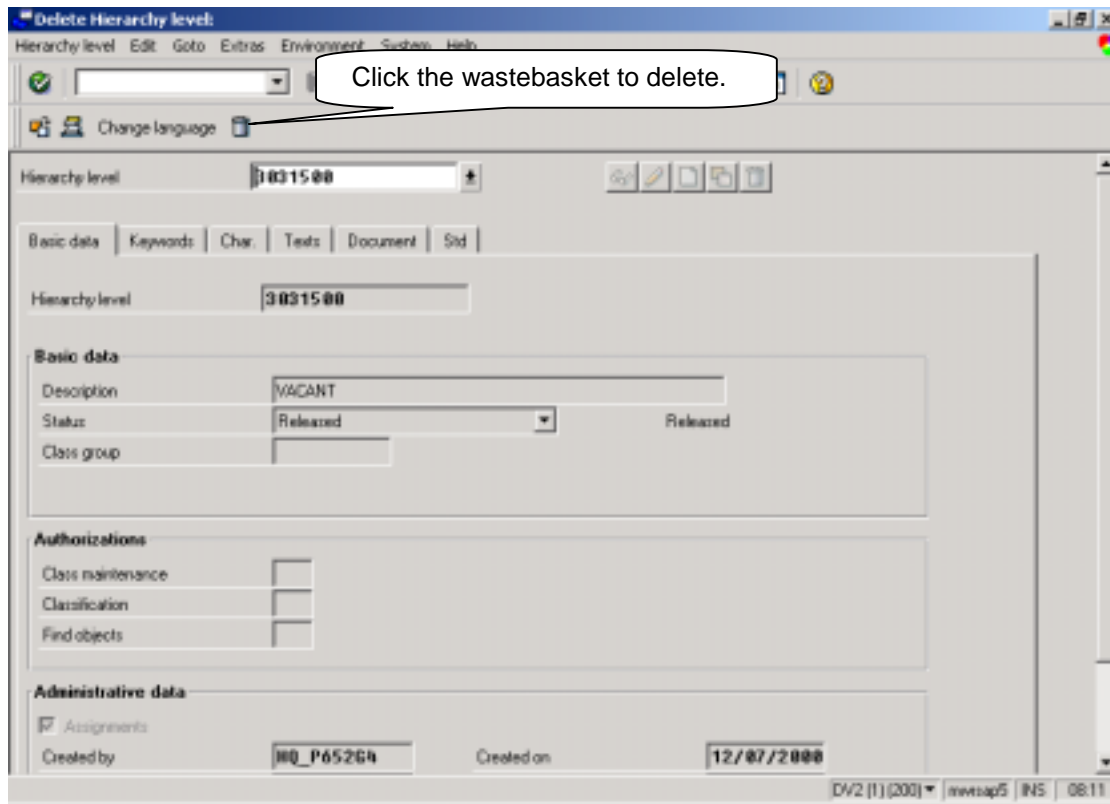 Delete Hierarchy level:
Hierarchy level Edit Goto Extras Environment System Help
Click the wastebasket to delete.
Change language
Hierarchy level 3031500
Basic data Keywords Char. Texts Document Std
Hierarchy level 3031500
Basic data
Description VACANT
Status Released Released
Class group
Authorizations
Class maintenance
Classification
Find objects
Administrative data
Assignments
Created by HQ_P652G4 Created on 12/07/2000
DV2 (1) (200) mwrsap5 INS 08:11